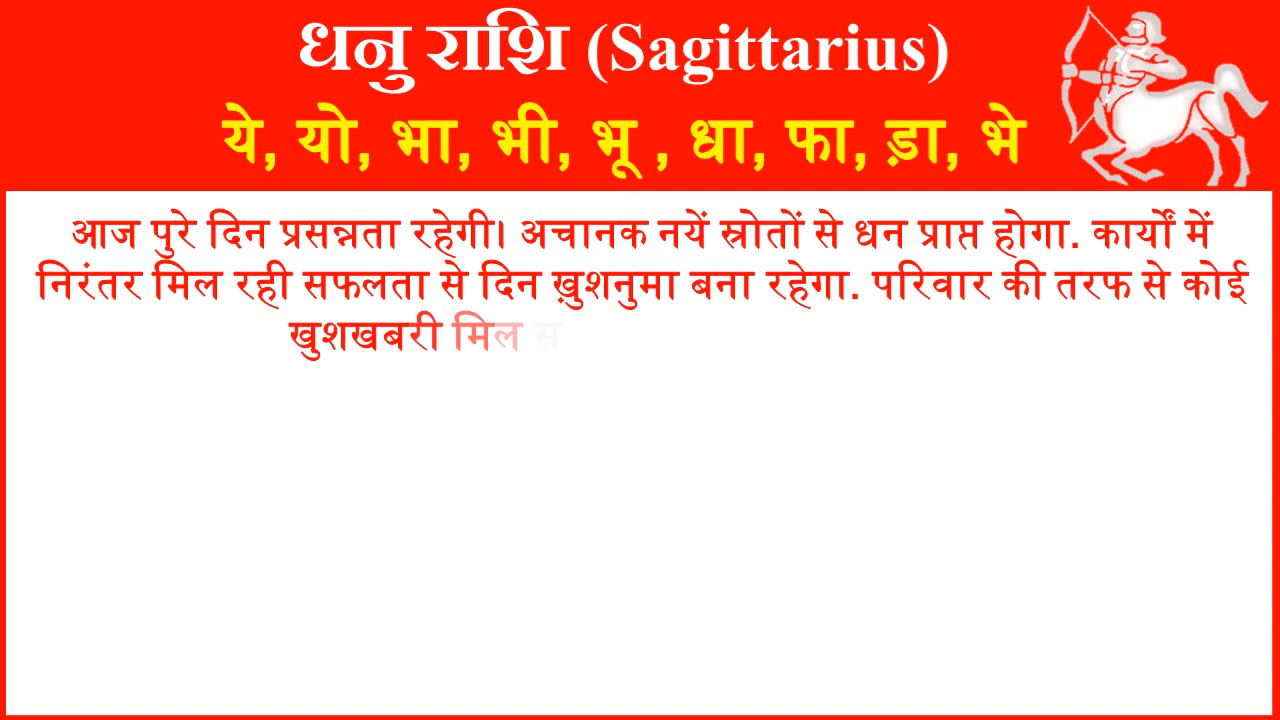 धनु राशि (Sagittarius)
ये, यो, भा, भी, भू , धा, फा, ड़ा, भे
आज पुरे दिन प्रसन्नता रहेगी। अचानक नयें स्रोतों से धन प्राप्त होगा. कार्यों में
निरंतर मिल रही सफलता से दिन ख़ुशनुमा बना रहेगा. परिवार की तरफ से कोई
खुशखबरी मिल